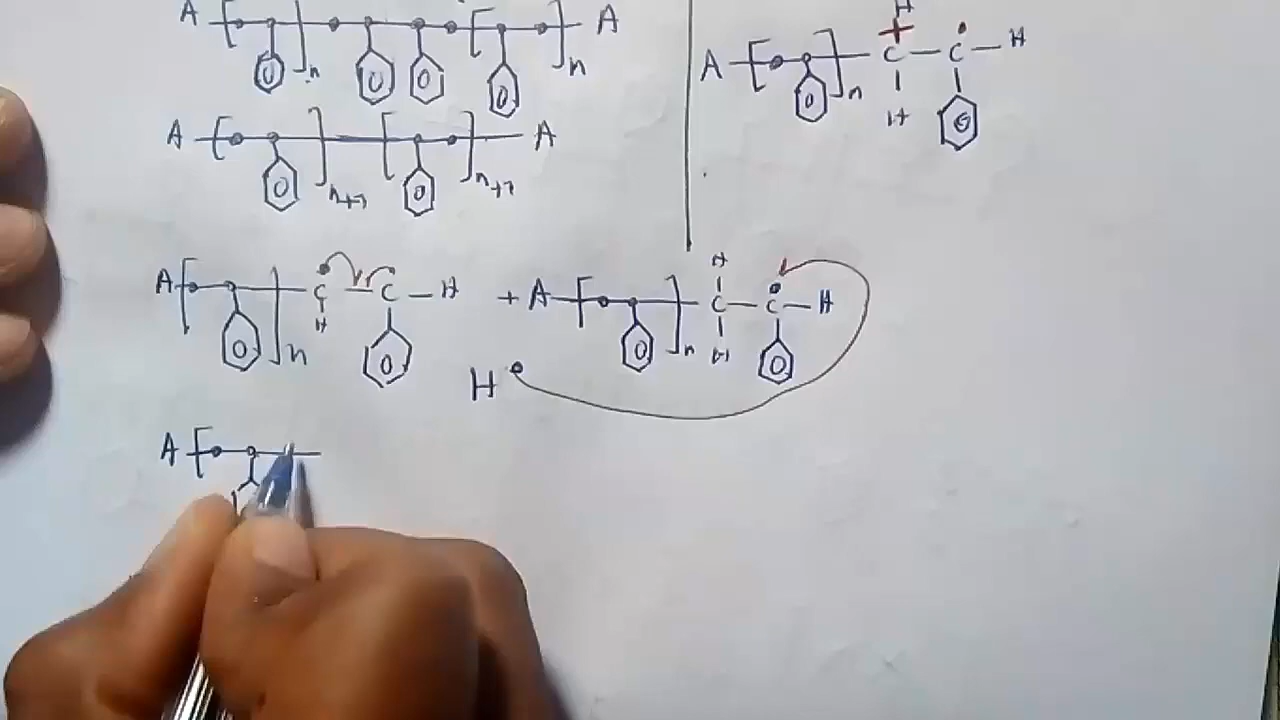 A [ ]n [ ]n A
H
A [ ]n C — C — H
H
A [ ]n+1 [ ]n+1 A
H
A [ ]n C — C — H + A [ ]n C — C — H
H H
H
A [